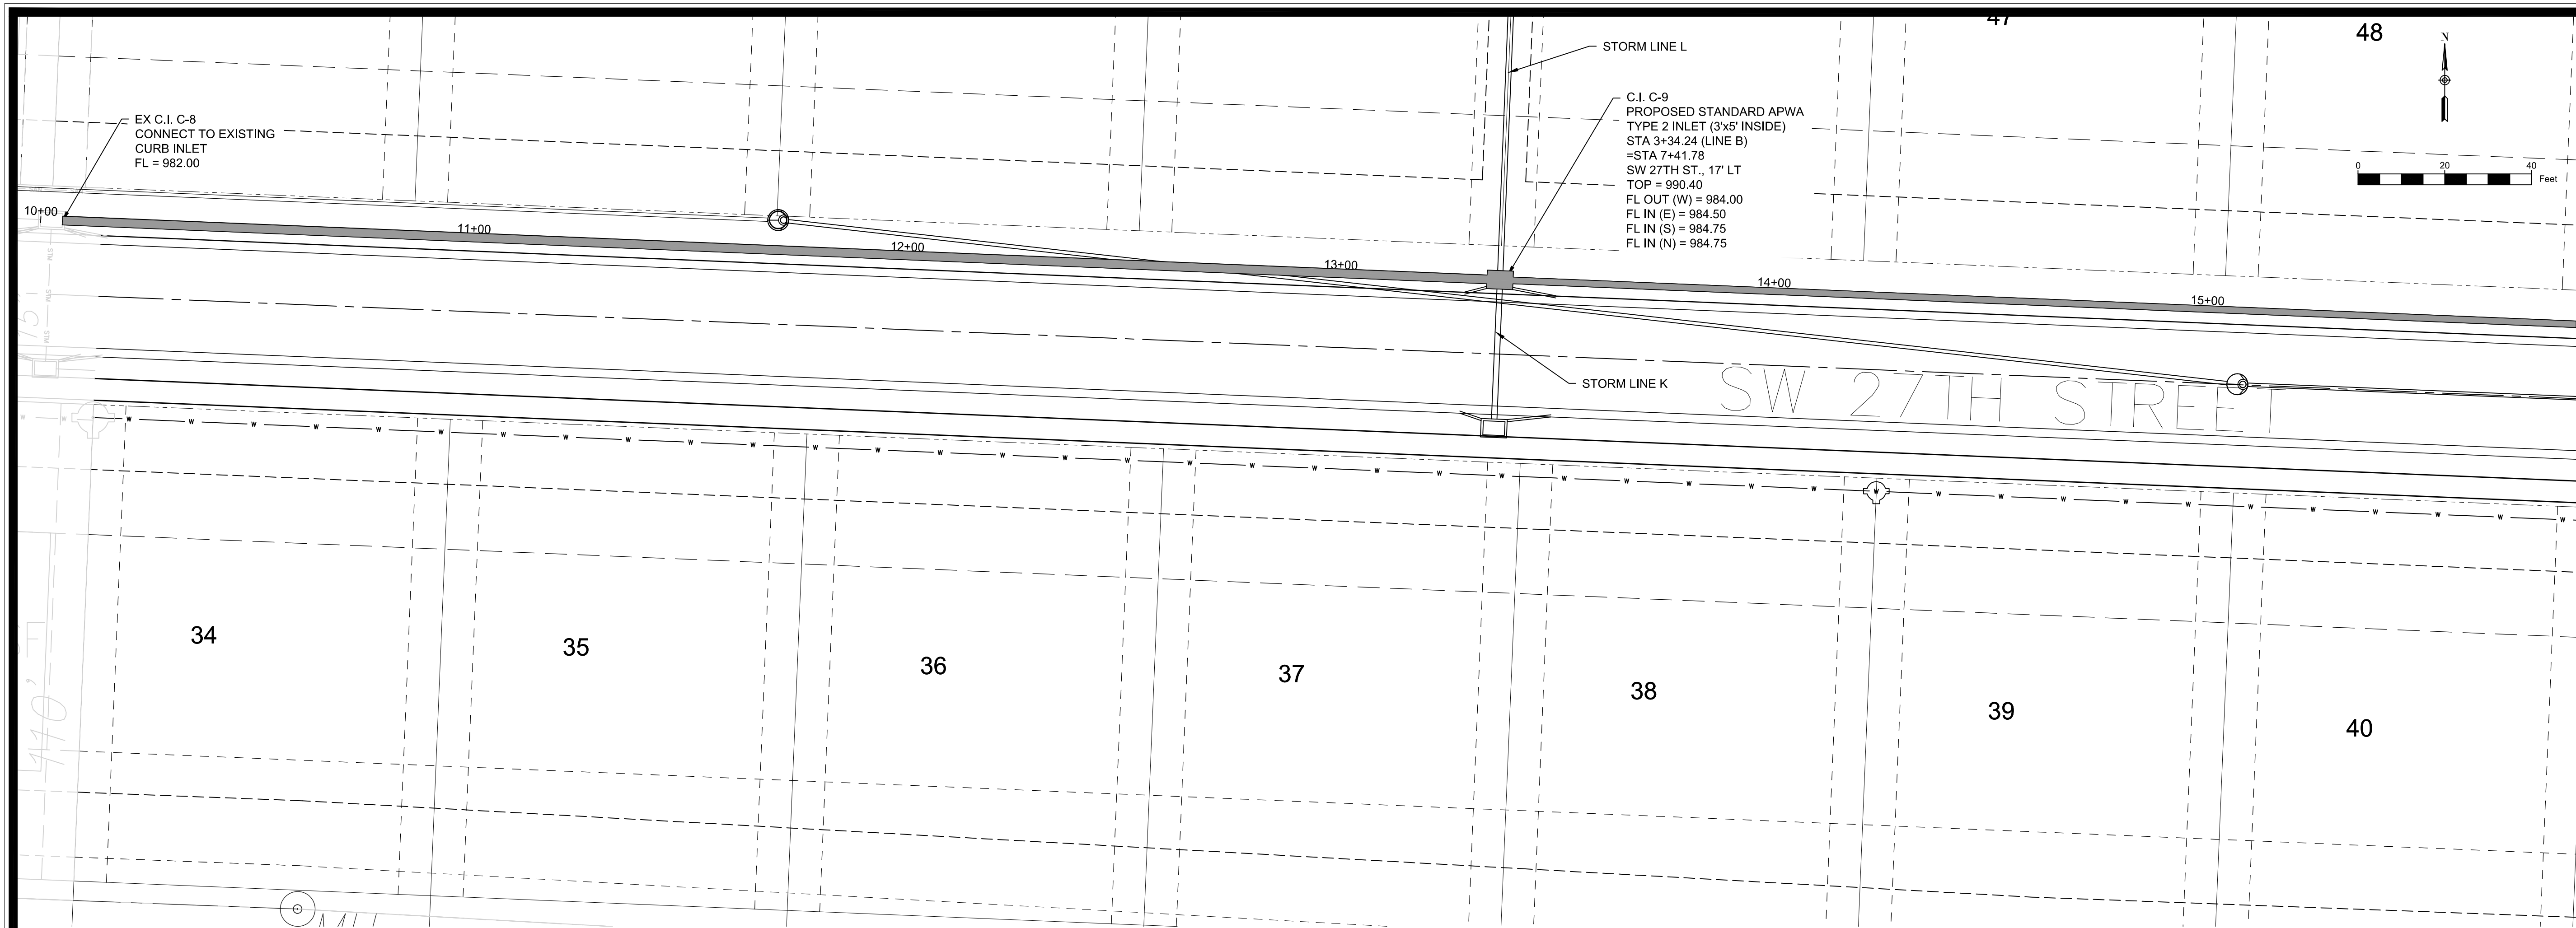 47
48
N
STORM LINE L
0 20 40
Feet
C.I. C-9
PROPOSED STANDARD APWA
TYPE 2 INLET (3'x5' INSIDE)
STA 3+34.24 (LINE B)
=STA 7+41.78
SW 27TH ST., 17' LT
TOP = 990.40
FL OUT (W) = 984.00
FL IN (E) = 984.50
FL IN (S) = 984.75
FL IN (N) = 984.75
EX C.I. C-8
CONNECT TO EXISTING
CURB INLET
FL = 982.00
10+00
11+00
12+00
13+00
14+00
15+00
STM
STM
STM
STORM LINE K
SW 27TH STREET
W W W W W W W W W W W W W W W W W W W W W W W W W W W W W W W W W W W W W W W W
34
35
36
37
38
39
40
110'